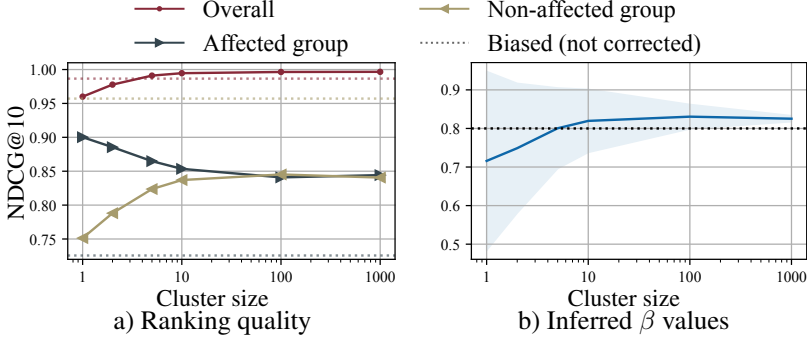 Overall
Non-affected group
Affected group
Biased (not corrected)
NDCG@10
1.00
0.95
0.90
0.85
0.80
0.75
1
10
100
1000
Cluster size
a) Ranking quality
0.9
0.8
0.7
0.6
0.5
1
10
100
1000
Cluster size
b) Inferred β values